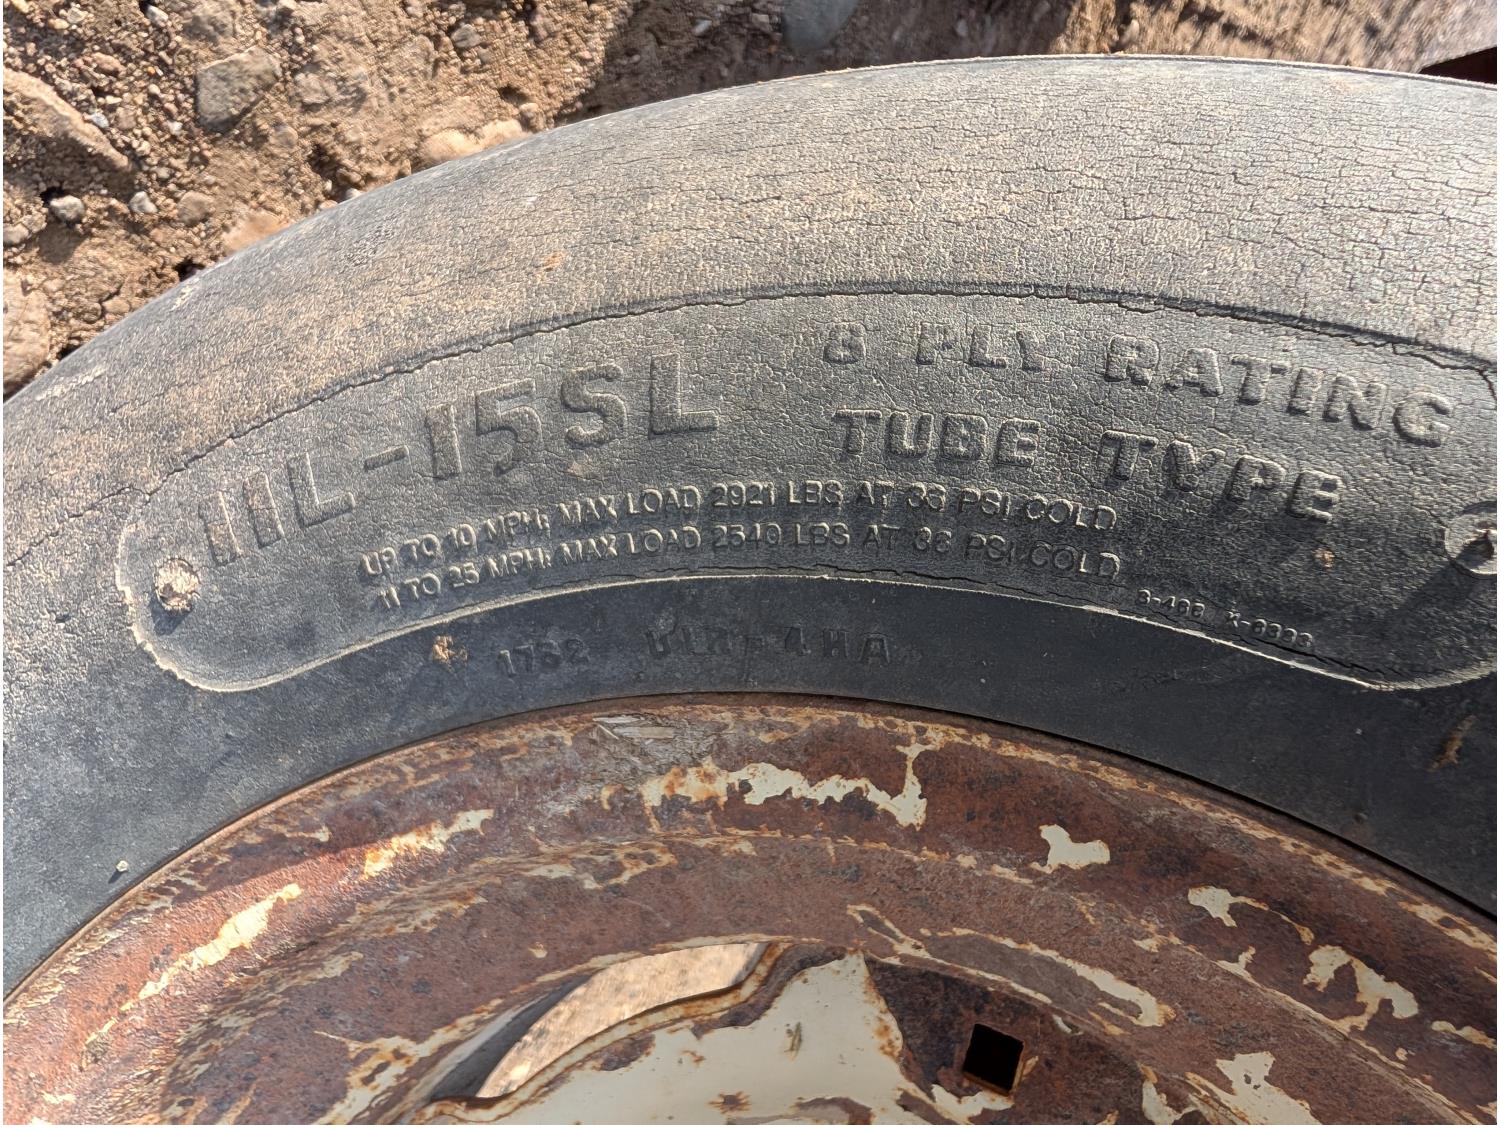 11L-15SL
8 PLY RATING
TUBE TYPE
UP TO 10 MPH; MAX LOAD 2921 LBS AT 36 PSI COLD
11 TO 25 MPH; MAX LOAD 2540 LBS AT 36 PSI COLD
4HA